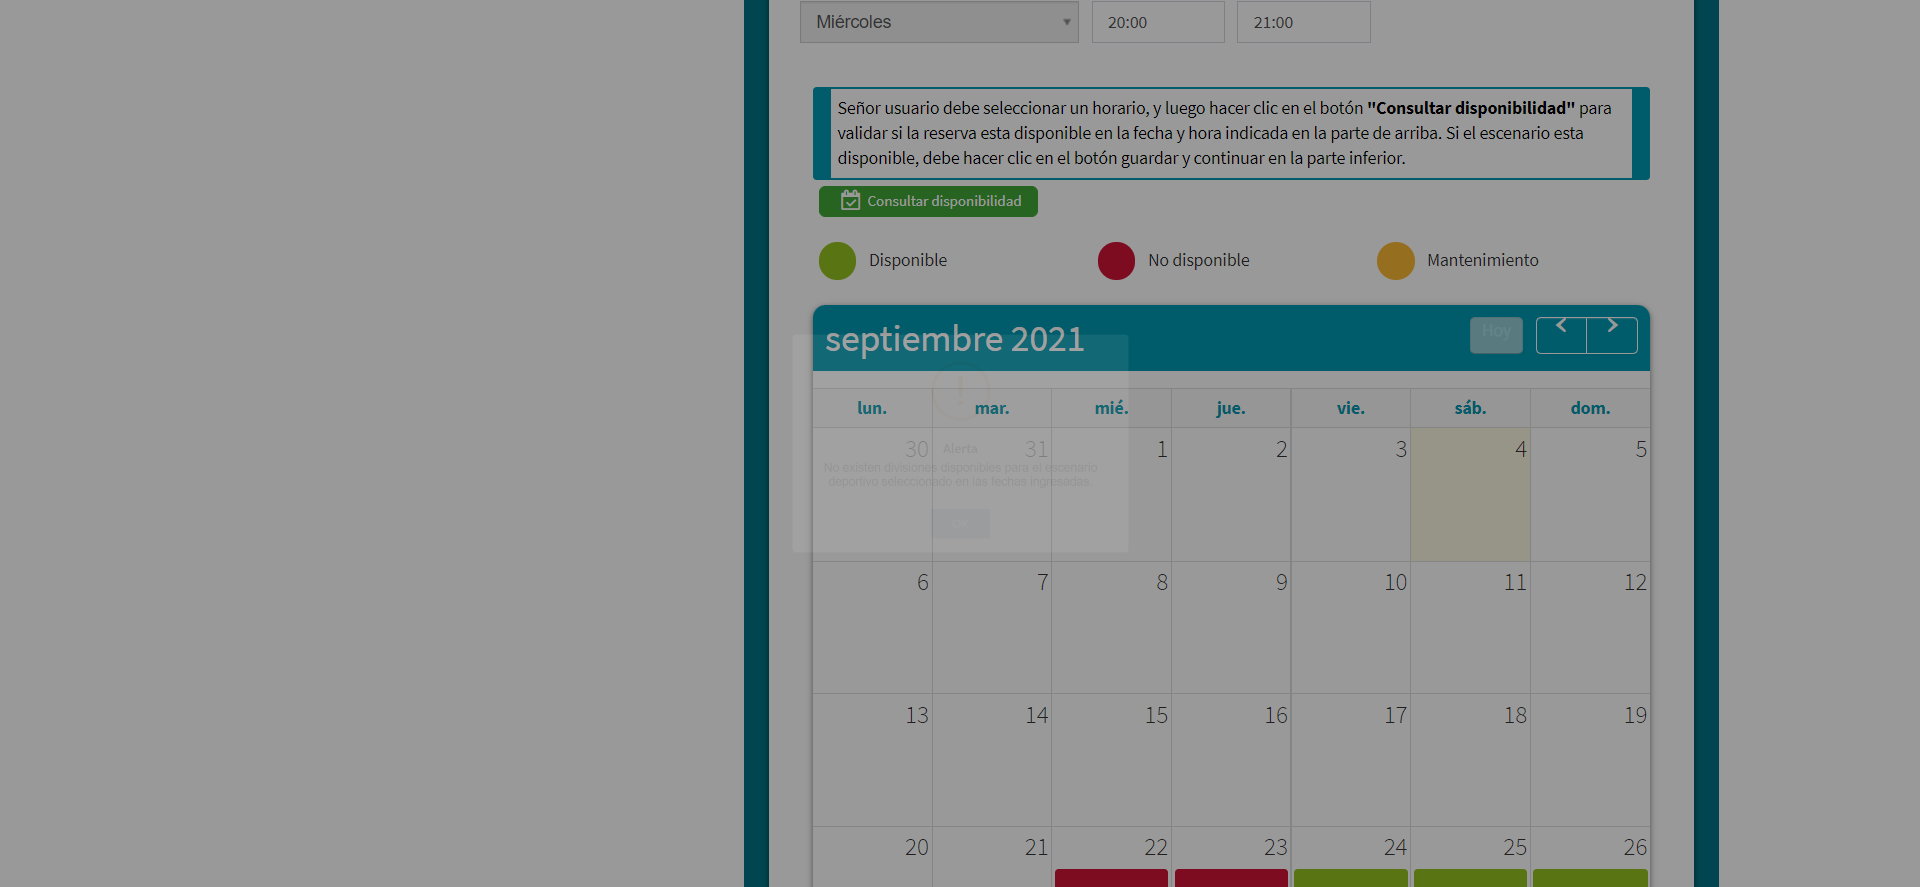 Miércoles 20:00 21:00
Señor usuario debe seleccionar un horario, y luego hacer clic en el botón "Consultar disponibilidad" para
validar si la reserva esta disponible en la fecha y hora indicada en la parte de arriba. Si el escenario esta
disponible, debe hacer clic en el botón guardar y continuar en la parte inferior.
Consultar disponibilidad
Disponible No disponible Mantenimiento
septiembre 2021 Hoy
lun. mar. mié. jue. vie. sáb. dom.
30 31 1 2 3 4 5
Alerta
No existen divisiones disponibles para el escenario
deportivo seleccionado en las fechas ingresadas.
6 7 8 9 10 11 12
13 14 15 16 17 18 19
20 21 22 23 24 25 26